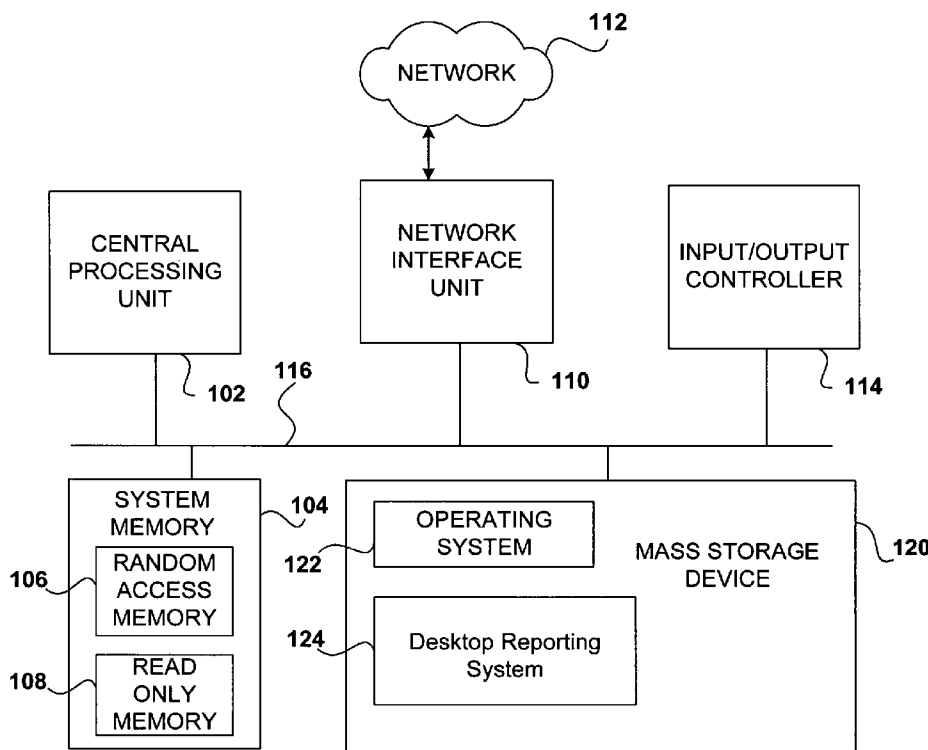 112
NETWORK
CENTRAL
PROCESSING
UNIT
NETWORK
INTERFACE
UNIT
INPUT/OUTPUT
CONTROLLER
102
116
110
114
SYSTEM
MEMORY
104
106
RANDOM
ACCESS
MEMORY
108
READ
ONLY
MEMORY
OPERATING
SYSTEM
122
MASS STORAGE
DEVICE
120
124
Desktop Reporting
System